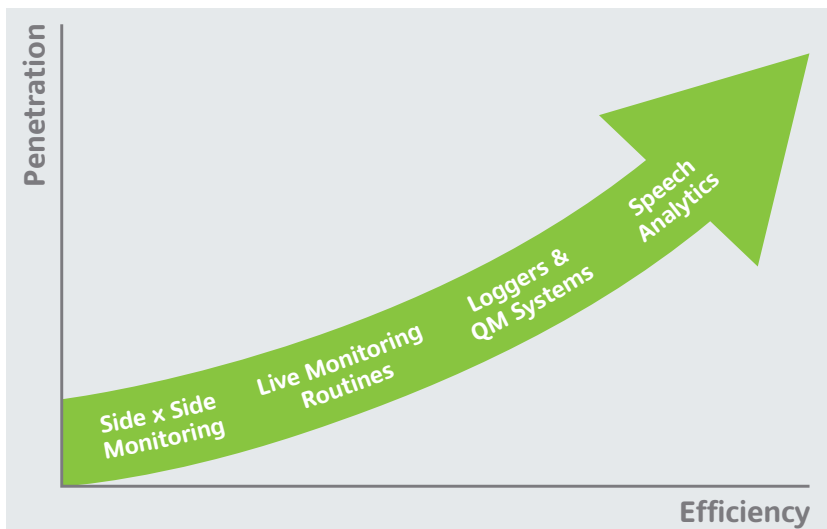 Penetration
Side x Side
Monitoring
Live Monitoring
Routines
Loggers &
QM Systems
Speech
Analytics
Efficiency